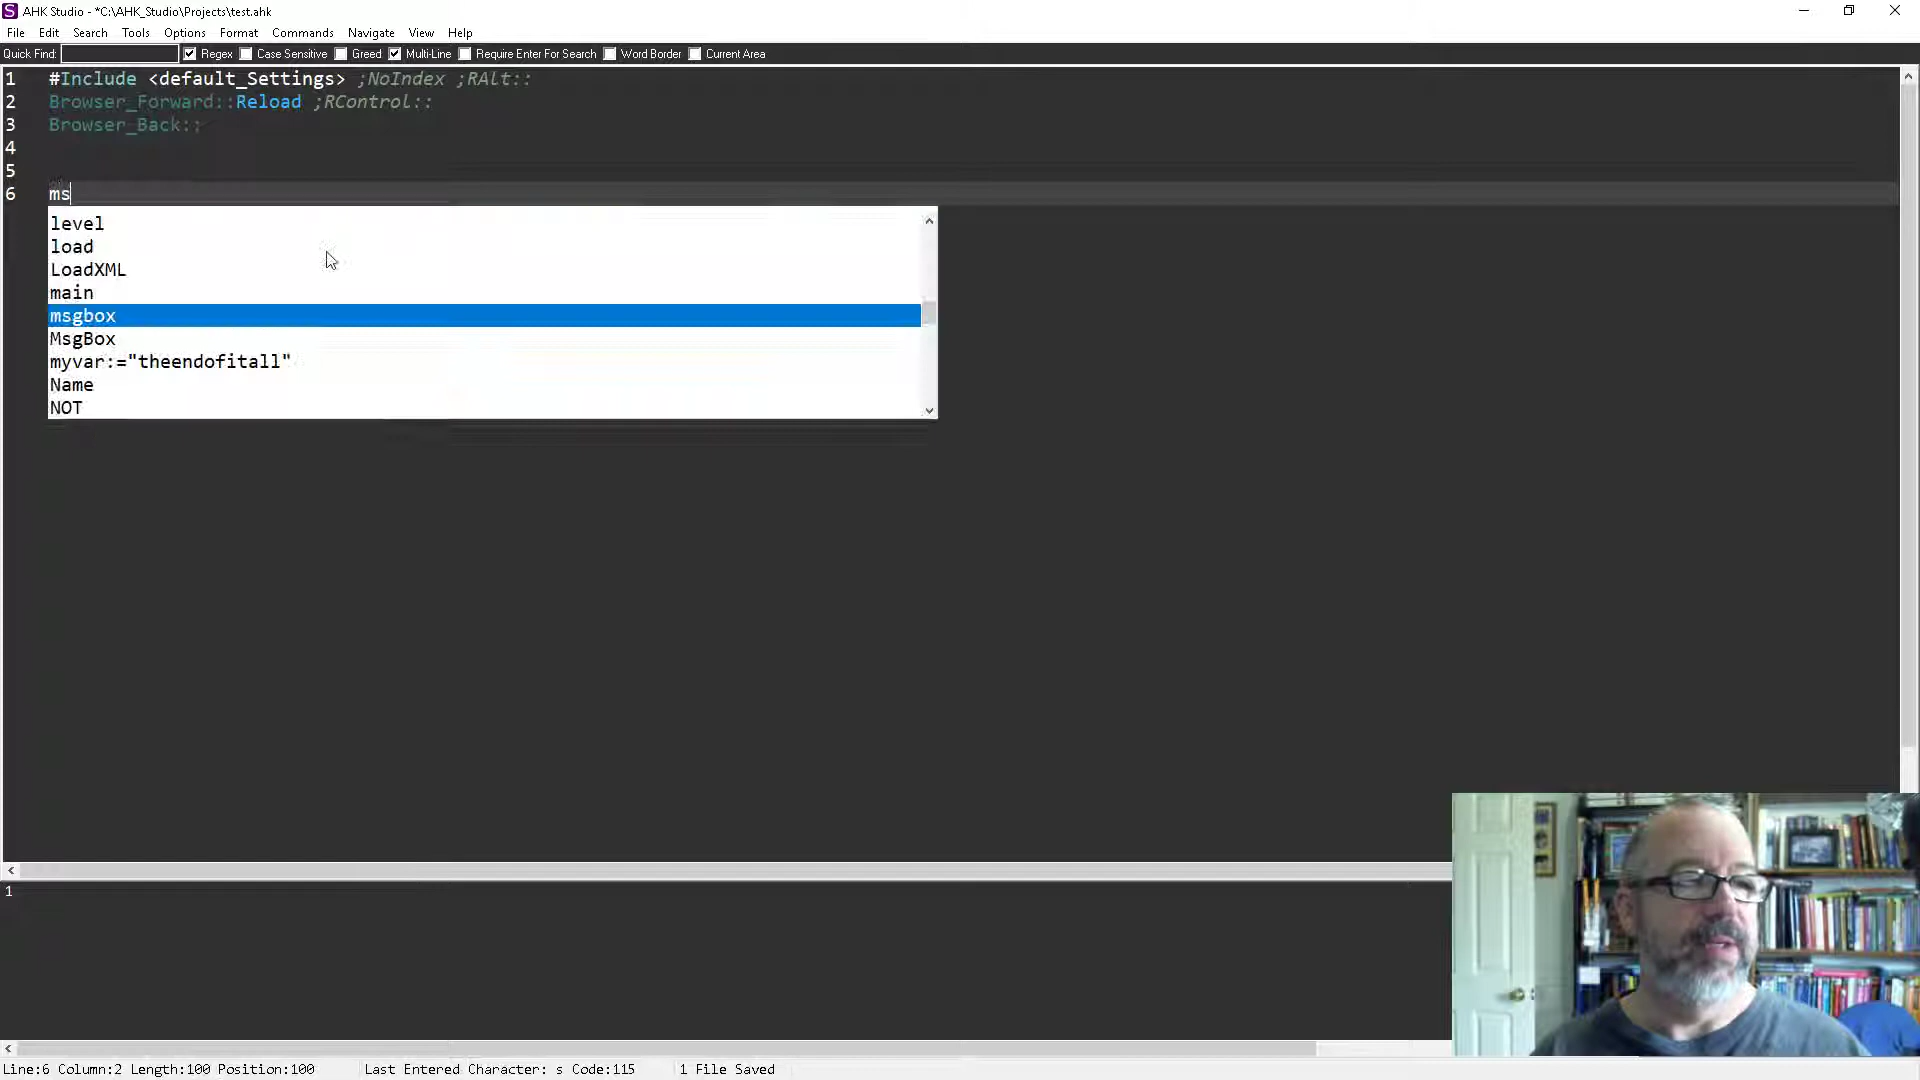 AHK Studio - *C:\AHK_Studio\Projects\test.ahk
File Edit Search Tools Options Format Commands Navigate View Help
Quick Find: Regex Case Sensitive Greed Multi-Line Require Enter For Search Word Border Current Area
1 #Include <default_Settings> ;NoIndex ;RAlt::
2 Browser_Forward::Reload ;RControl::
3 Browser_Back::
4
5
6 ms
level
load
LoadXML
main
msgbox
MsgBox
myvar:="theendofitall"
Name
NOT
1
Line:6 Column:2 Length:100 Position:100 Last Entered Character: s Code:115 1 File Saved